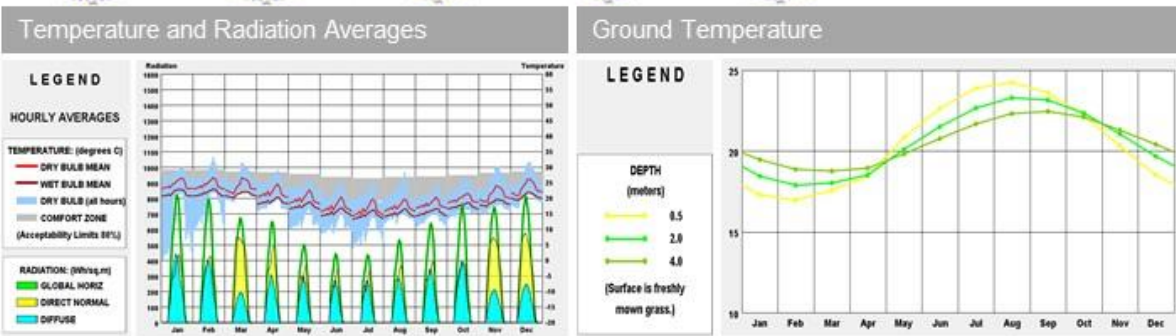 Temperature and Radiation Averages
LEGEND
HOURLY AVERAGES
TEMPERATURE: (degrees C)
DRY BULB MEAN
WET BULB MEAN
DRY BULB (all hours)
COMFORT ZONE
(Acceptability Limits 80%)
RADIATION: (Wh/sq.m)
GLOBAL HORIZ
DIRECT NORMAL
DIFFUSE
Radiation
Temperature
Jan Feb Mar Apr May Jun Jul Aug Sep Oct Nov Dec
Ground Temperature
LEGEND
DEPTH
(meters)
0.5
2.0
4.0
(Surface is freshly
mown grass.)
25
20
15
10
Jan Feb Mar Apr May Jun Jul Aug Sep Oct Nov Dec